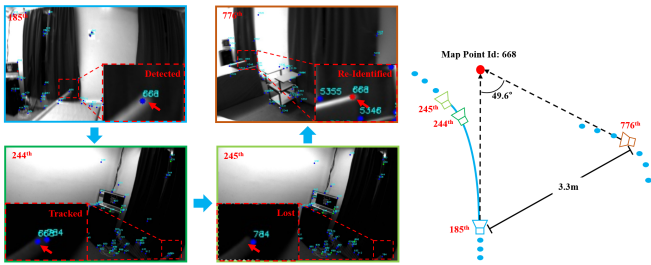 185th
Detected
668
776th
Re-Identified
668
5355
5346
244th
Tracked
245th
Lost
784
Map Point Id: 668
49.6°
245th
244th
776th
3.3m
185th